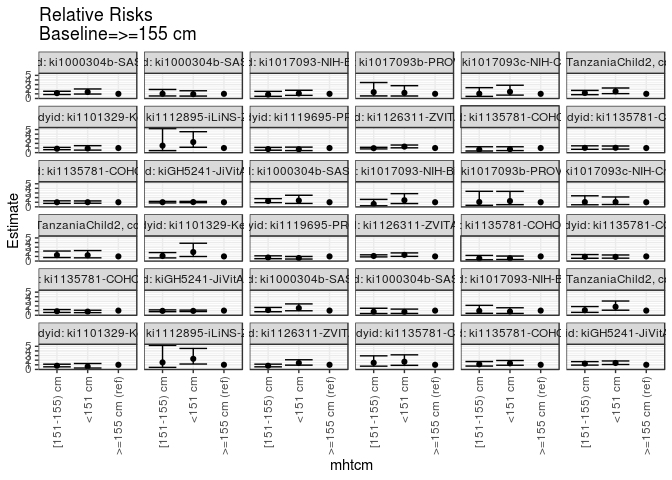 Relative Risks
Baseline=>=155 cm
d: ki1000304b-SAS
ki1000304b-SAS
ki1017093-NIH-B
ki1017093b-PROV
ki1017093c-NIH-C
TanzaniaChild2, c
dyid: ki1101329-K
ki1112895-iLiNS-Z
yid: ki1119695-PR
ki1126311-ZVITA
d: ki1135781-COHO
dyid: ki1135781-C
d: ki1135781-COHO
d: kiGH5241-JiVitA
ki1000304b-SAS
ki1017093-NIH-B
ki1017093b-PROV
ki1017093c-NIH-Cr
TanzaniaChild2, co
dyid: ki1101329-Ke
yid: ki1119695-PR
ki1126311-ZVITA
dyid: ki1135781-C
d: ki1135781-COH
d: ki1135781-COHO
d: kiGH5241-JiVitA
ki1000304b-SAS
ki1000304b-SAS
d: ki1017093-NIH-B
TanzaniaChild2,
dyid: ki1101329-K
ki1112895-iLiNS-Z
ki1126311-ZVIT
dyid: ki1135781-C
d: ki1135781-COHO
d: kiGH5241-JiVitA
Estimate
[151-155) cm
<151 cm
>=155 cm (ref)
[151-155) cm
<151 cm
>=155 cm (ref)
[151-155) cm
<151 cm
>=155 cm (ref)
[151-155) cm
<151 cm
>=155 cm (ref)
[151-155) cm
<151 cm
>=155 cm (ref)
[151-155) cm
<151 cm
>=155 cm (ref)
mhtcm